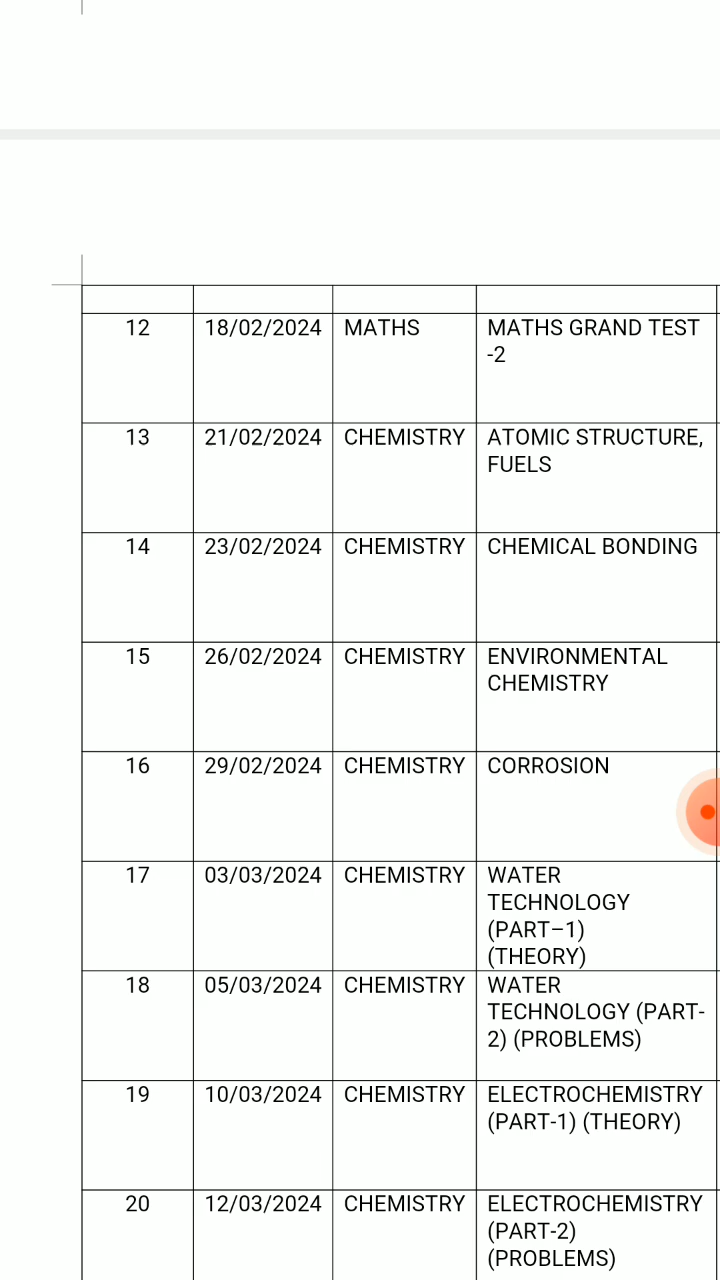 12 18/02/2024 MATHS MATHS GRAND TEST
-2
13 21/02/2024 CHEMISTRY ATOMIC STRUCTURE,
FUELS
14 23/02/2024 CHEMISTRY CHEMICAL BONDING
15 26/02/2024 CHEMISTRY ENVIRONMENTAL
CHEMISTRY
16 29/02/2024 CHEMISTRY CORROSION
17 03/03/2024 CHEMISTRY WATER
TECHNOLOGY
(PART–1)
(THEORY)
18 05/03/2024 CHEMISTRY WATER
TECHNOLOGY (PART-
2) (PROBLEMS)
19 10/03/2024 CHEMISTRY ELECTROCHEMISTRY
(PART-1) (THEORY)
20 12/03/2024 CHEMISTRY ELECTROCHEMISTRY
(PART-2)
(PROBLEMS)